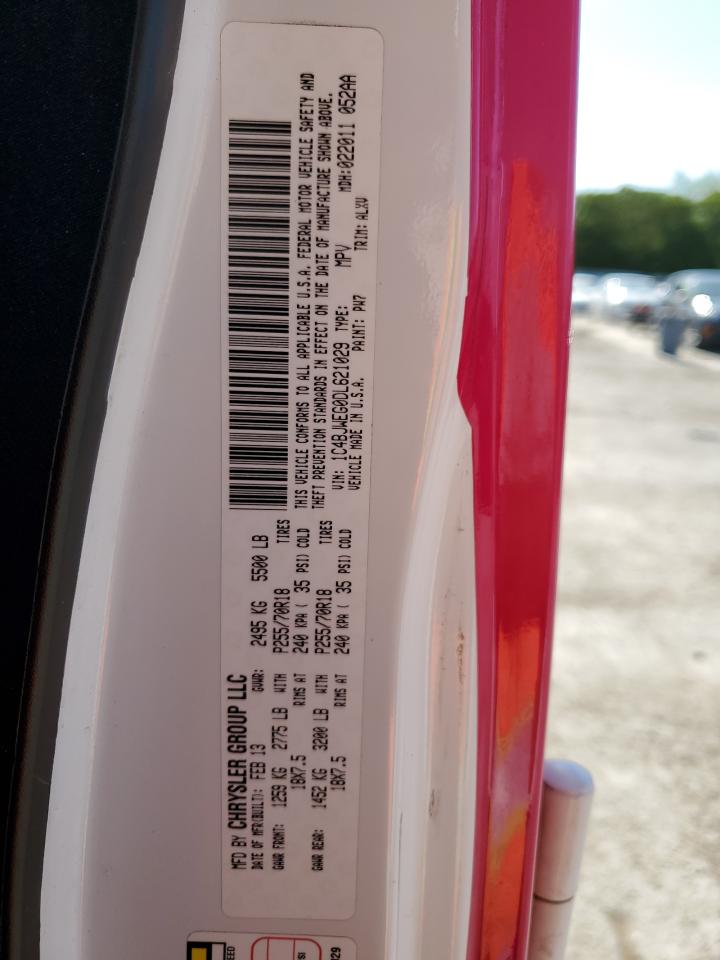 MFD BY CHRYSLER GROUP LLC
DATE OF MFR(BUILT): FEB 13 GVWR: 2495 KG 5500 LB
GAWR FRONT: 1259 KG 2775 LB WITH P255/70R18 TIRES
18X7.5 RIMS AT 240 KPA ( 35 PSI) COLD
GAWR REAR: 1452 KG 3200 LB WITH P255/70R18 TIRES
18X7.5 RIMS AT 240 KPA ( 35 PSI) COLD
THIS VEHICLE CONFORMS TO ALL APPLICABLE U.S.A. FEDERAL MOTOR VEHICLE SAFETY AND
THEFT PREVENTION STANDARDS IN EFFECT ON THE DATE OF MANUFACTURE SHOWN ABOVE.
VIN: 1C4BJWEG0DL621029 TYPE: MPV MDH:022011 052AA
VEHICLE MADE IN U.S.A. PAINT: PW7 TRIM: ALXV
EED
SI
029